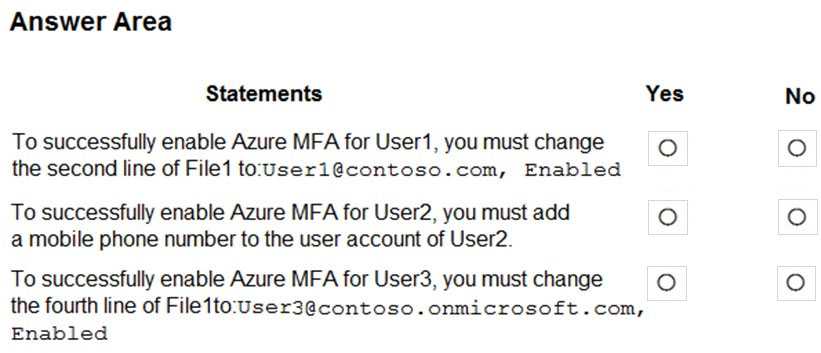 Answer Area
Statements Yes No
To successfully enable Azure MFA for User1, you must change
the second line of File1 to:User1@contoso.com, Enabled
To successfully enable Azure MFA for User2, you must add
a mobile phone number to the user account of User2.
To successfully enable Azure MFA for User3, you must change
the fourth line of File1to:User3@contoso.onmicrosoft.com,
Enabled